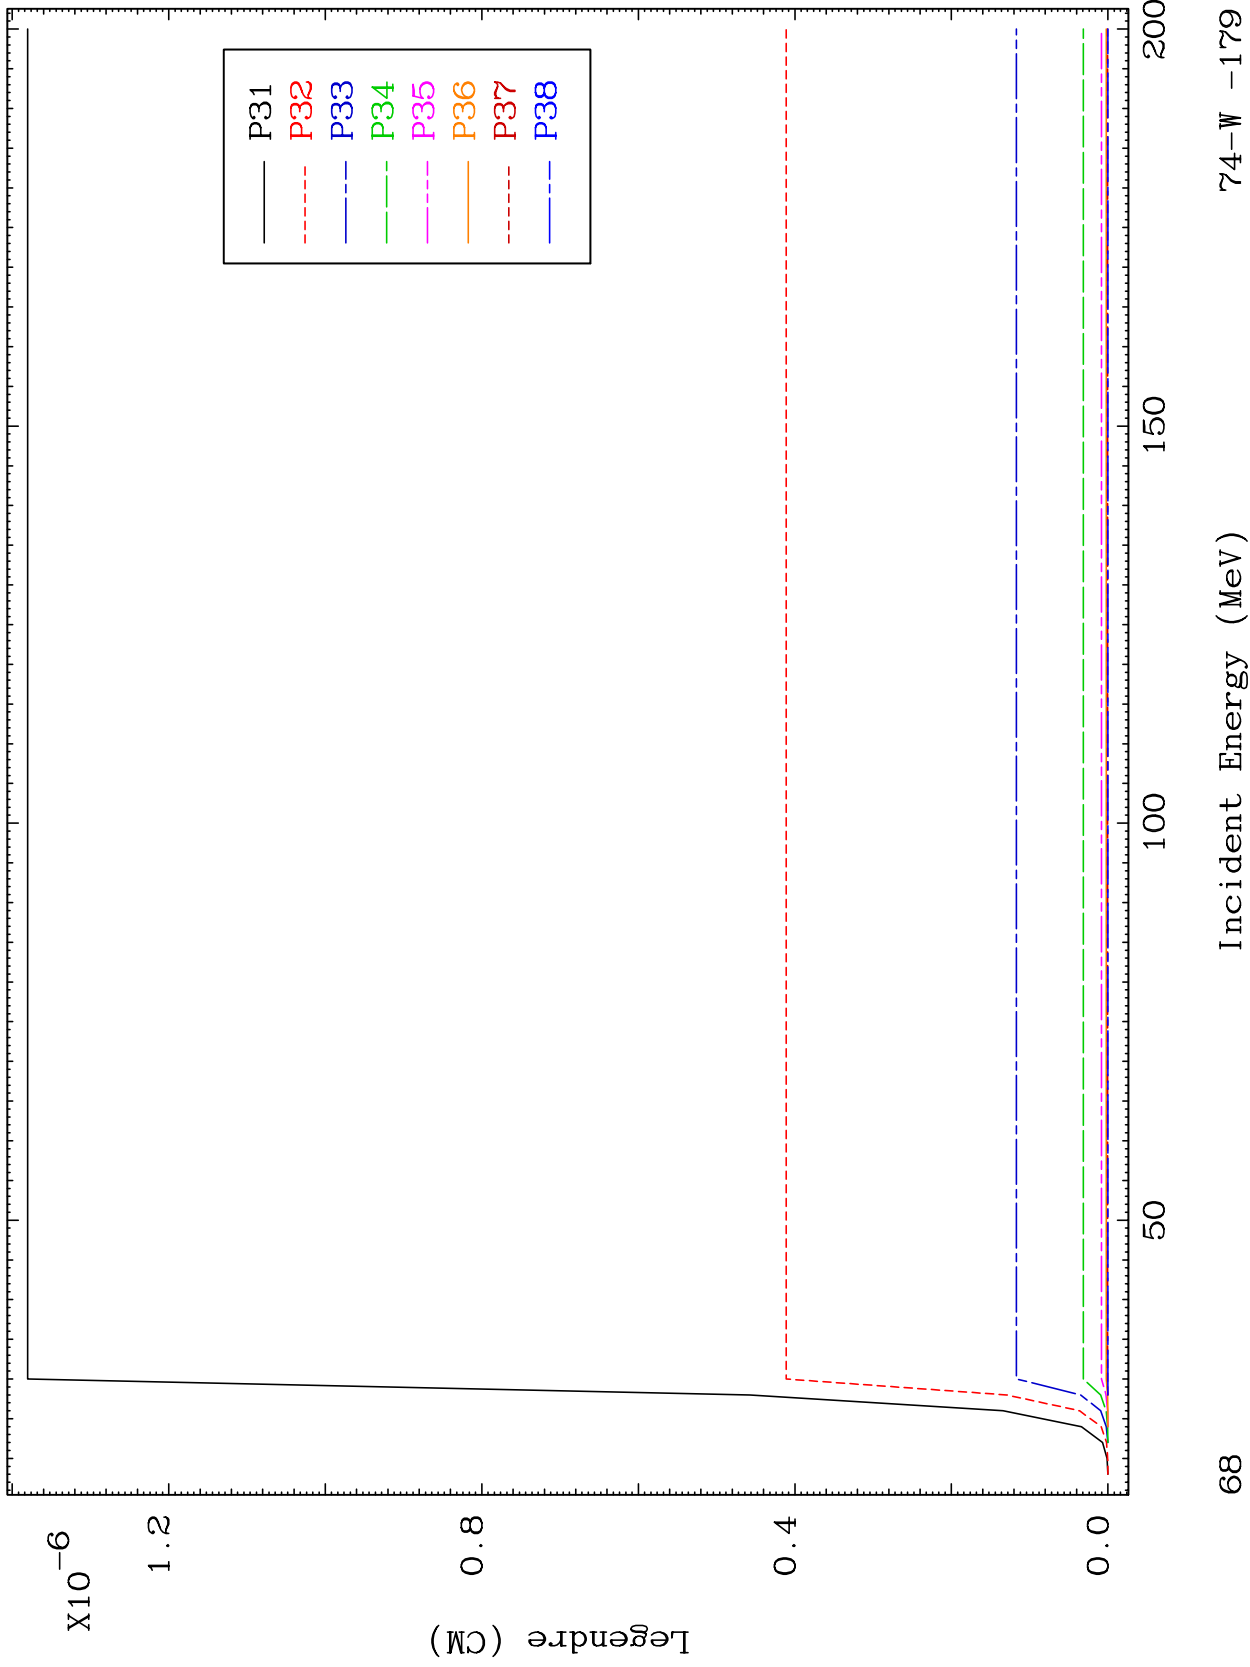 X10-6
1.2
0.8
0.4
0.0
Legendre (CM)
P31
P32
P33
P34
P35
P36
P37
P38
50
100
150
200
68
Incident Energy (MeV)
74-W -179